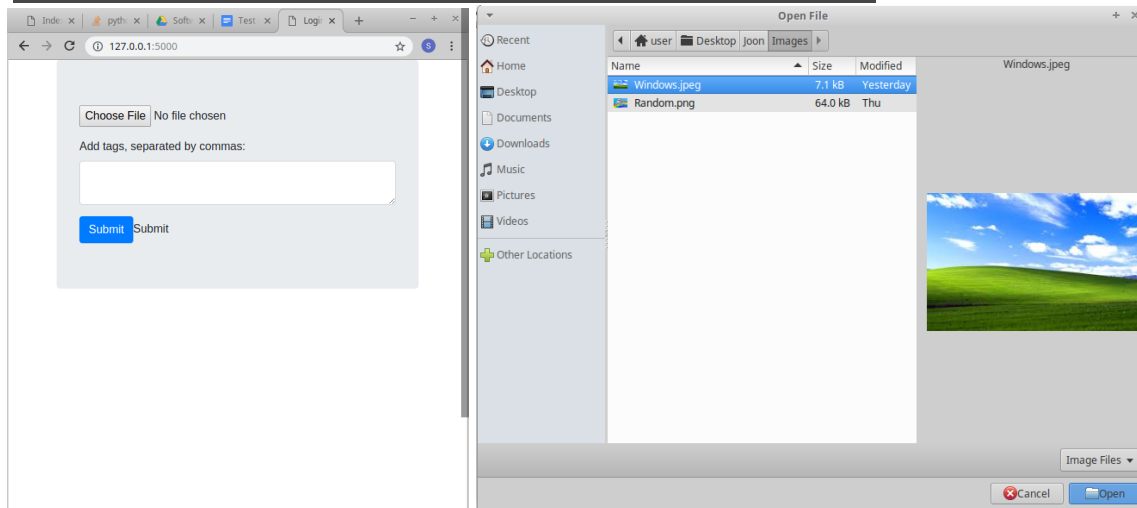 Inde
pyth
Softw
Test
Login
127.0.0.1:5000
S
Choose File No file chosen
Add tags, separated by commas:
Submit Submit
Open File
Recent
Home
Desktop
Documents
Downloads
Music
Pictures
Videos
Other Locations
user Desktop Joon Images
Name Size Modified
Windows.jpeg 7.1 kB Yesterday
Random.png 64.0 kB Thu
Windows.jpeg
Image Files
Cancel Open